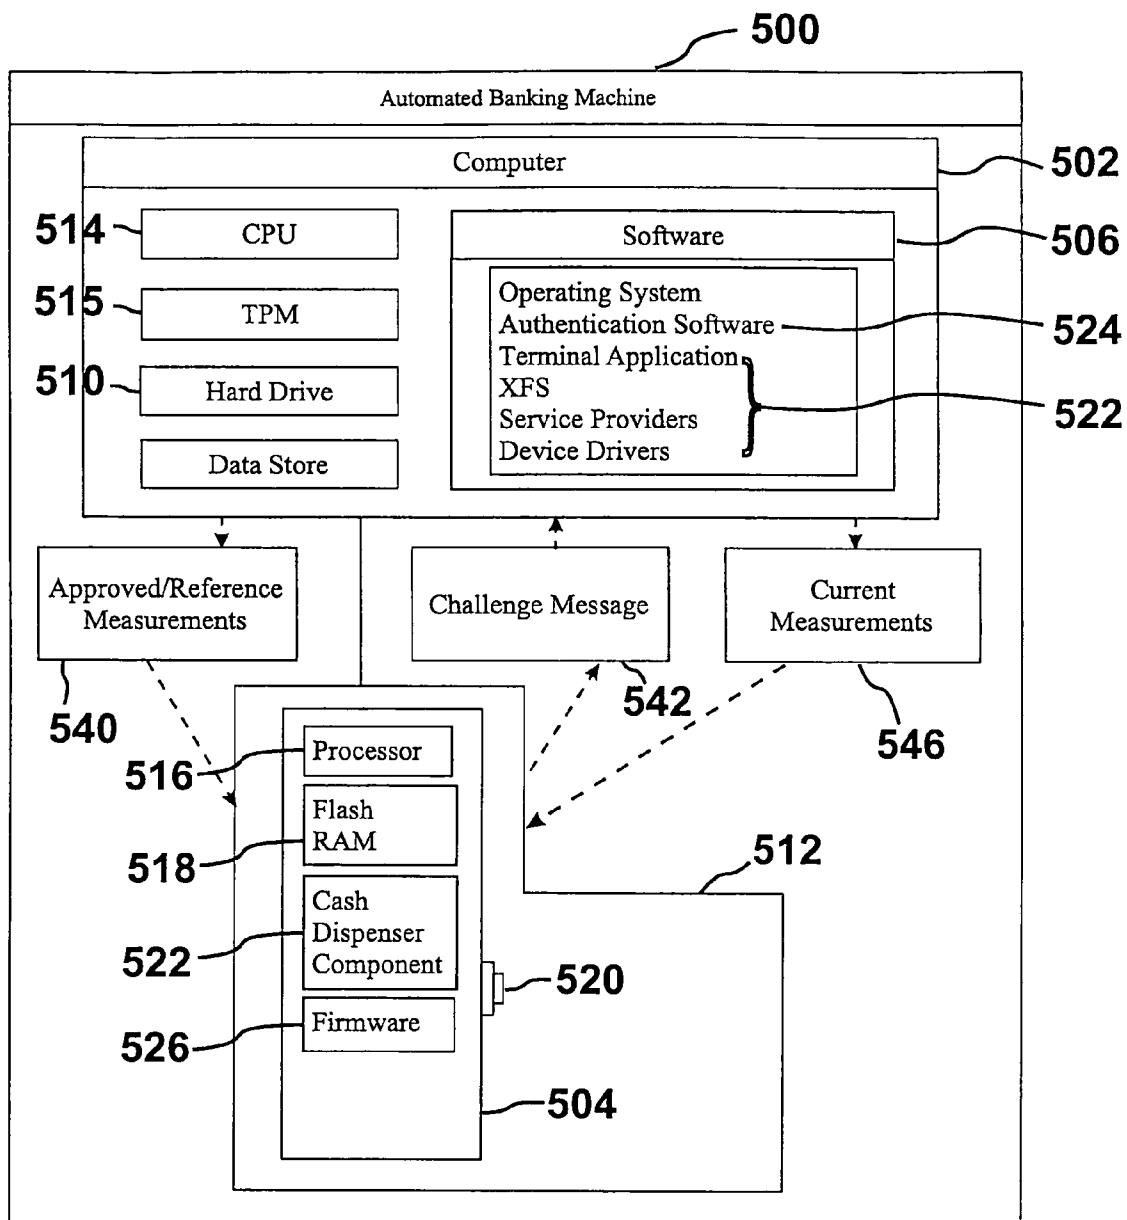 500
Automated Banking Machine
Computer
502
514
CPU
Software
506
515
TPM
Operating System
Authentication Software
524
510
Hard Drive
Terminal Application
XFS
Service Providers
522
Device Drivers
Data Store
Approved/Reference
Measurements
Challenge Message
Current
Measurements
540
542
546
516
Processor
518
Flash
RAM
512
522
Cash
Dispenser
Component
520
526
Firmware
504